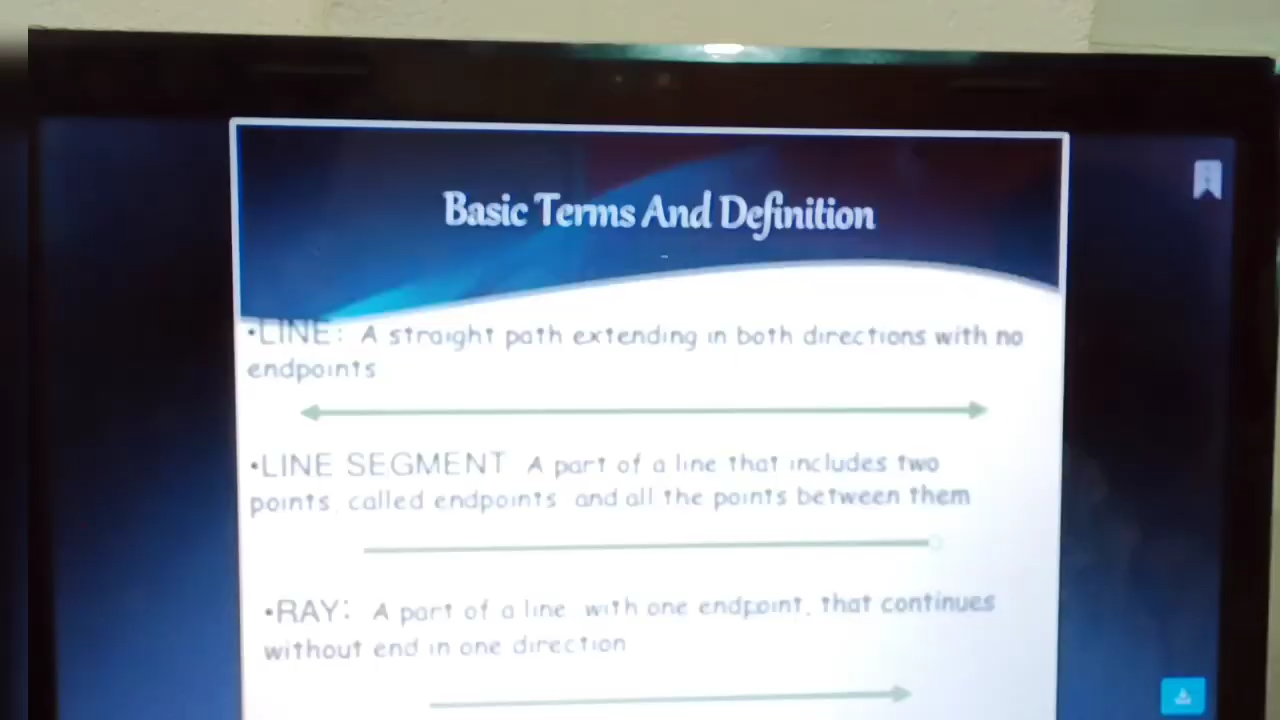 Basic Terms And Definition
•LINE: A straight path extending in both directions with no
endpoints
•LINE SEGMENT A part of a line that includes two
points, called endpoints and all the points between them
•RAY: A part of a line with one endpoint, that continues
without end in one direction